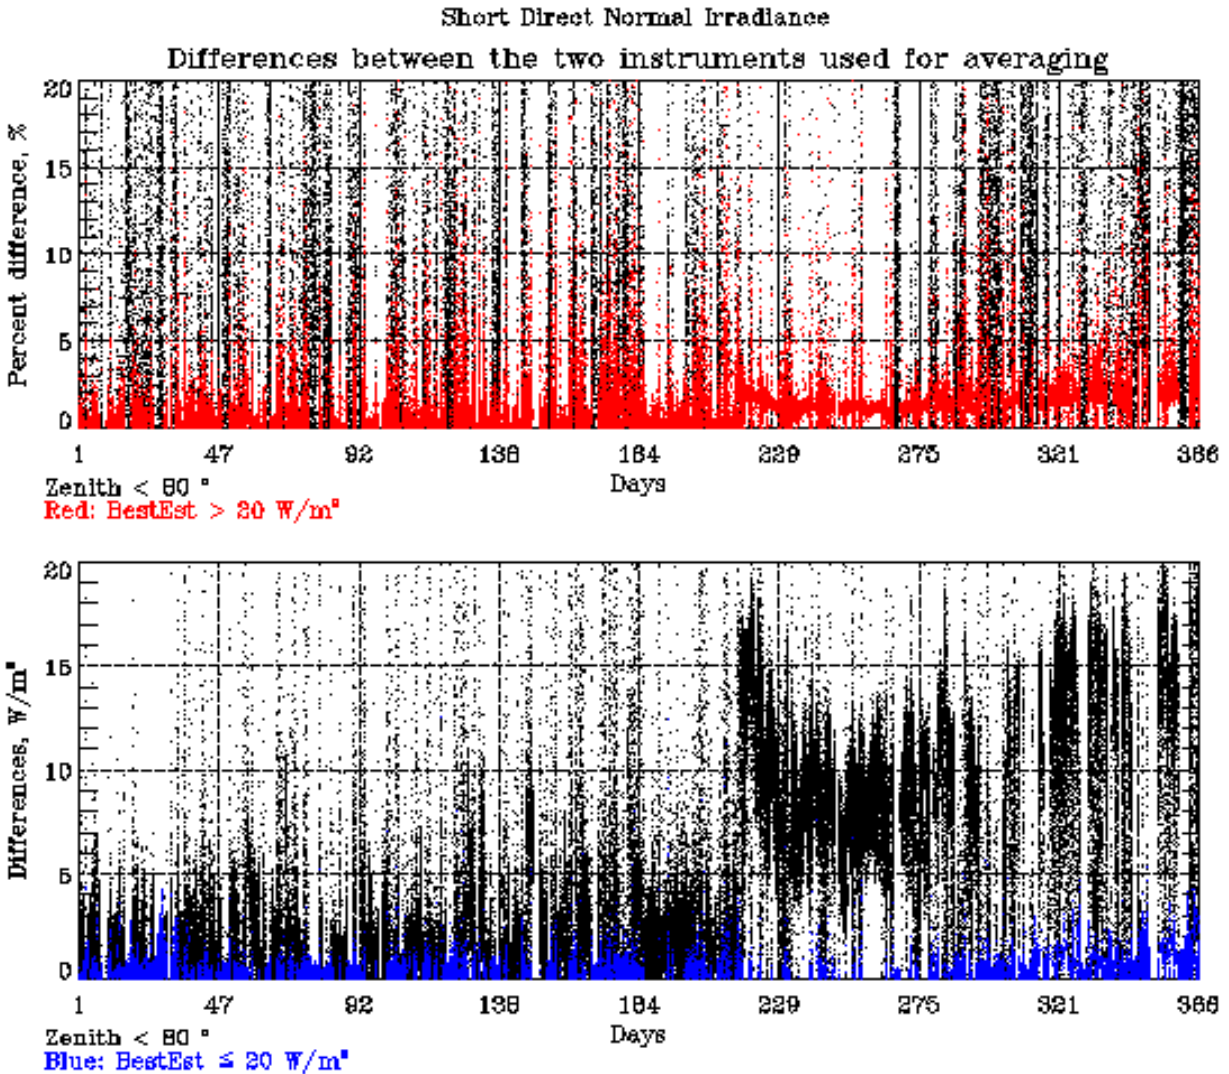 Short Direct Normal Irradiance
Differences between the two instruments used for averaging
Percent difference, %
20
15
10
5
0
1 47 92 138 184 229 275 321 366
Days
Zenith < 80 °
Red: BestEst > 20 W/m²
Differences, W/m²
20
15
10
5
0
1 47 92 138 184 229 275 321 366
Days
Zenith < 80 °
Blue: BestEst ≤ 20 W/m²